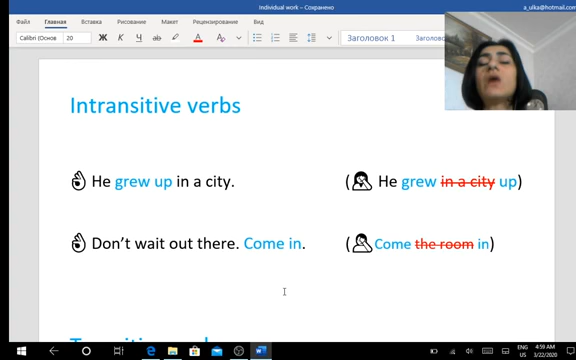 Individual work – Сохранено
a_ulka@hotmail.com
Файл Главная Вставка Рисование Макет Рецензирование Вид
Calibri (Основ 20 Ж К Ч Заголовок 1
Intransitive verbs
He grew up in a city. (He grew in a city up)
Don't wait out there. Come in. (Come the room in)
ENG 4:59 AM
US 3/22/2020